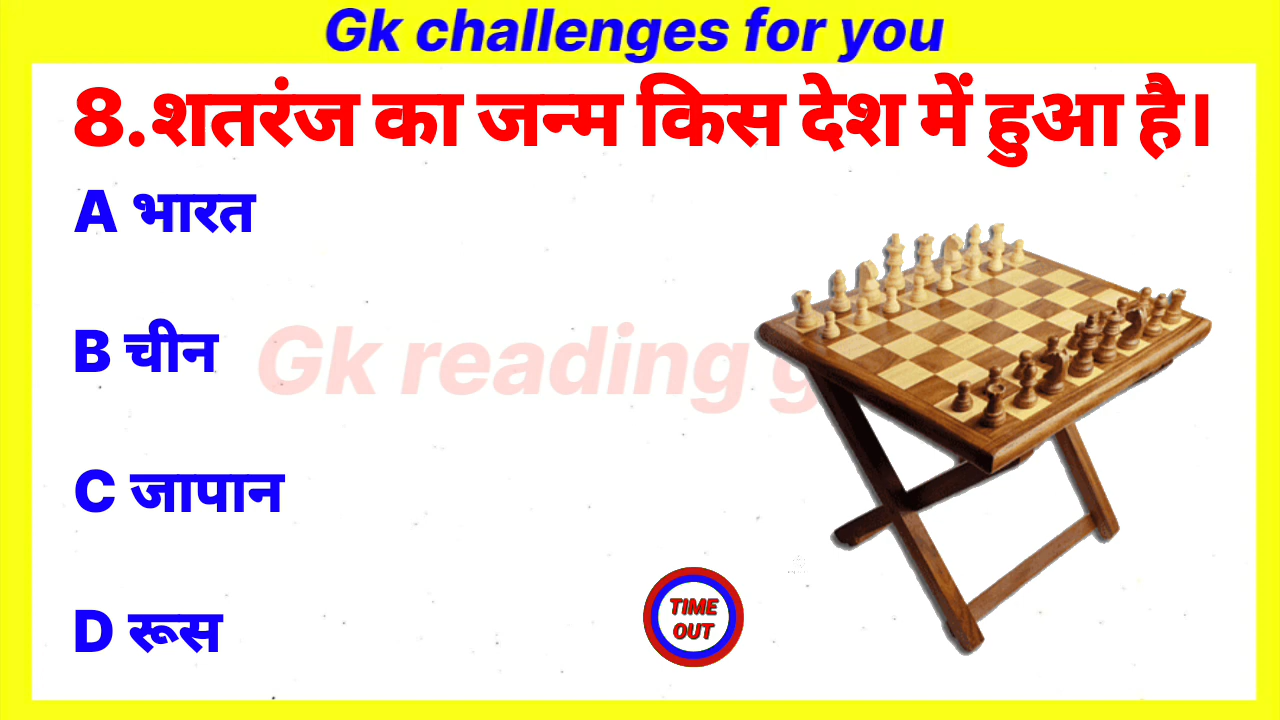 Gk challenges for you
8.शतरंज का जन्म किस देश में हुआ है।
A भारत
B चीन
Gk reading g
C जापान
D रूस
TIME
OUT